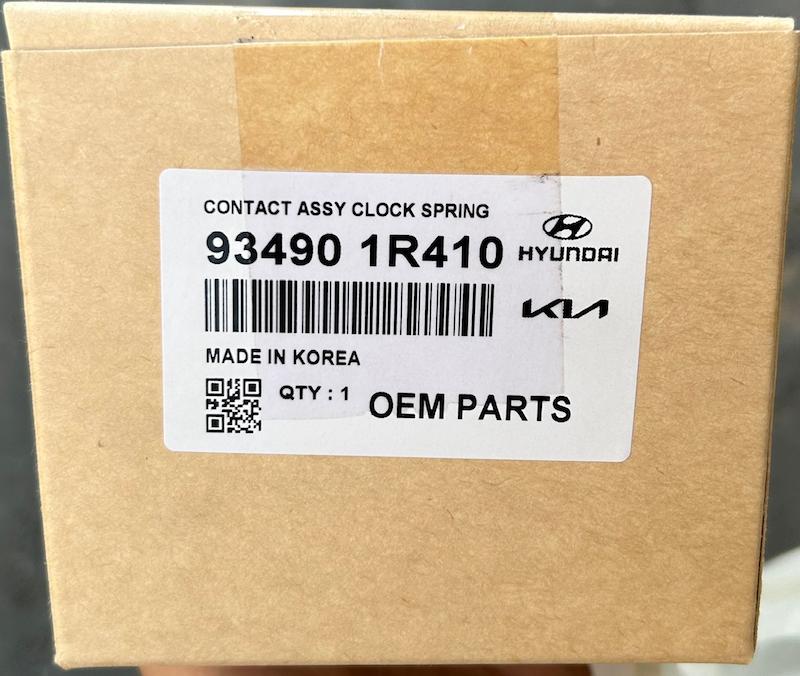 CONTACT ASSY CLOCK SPRING
93490 1R410
HYUNDAI
KIA
MADE IN KOREA
QTY : 1
OEM PARTS